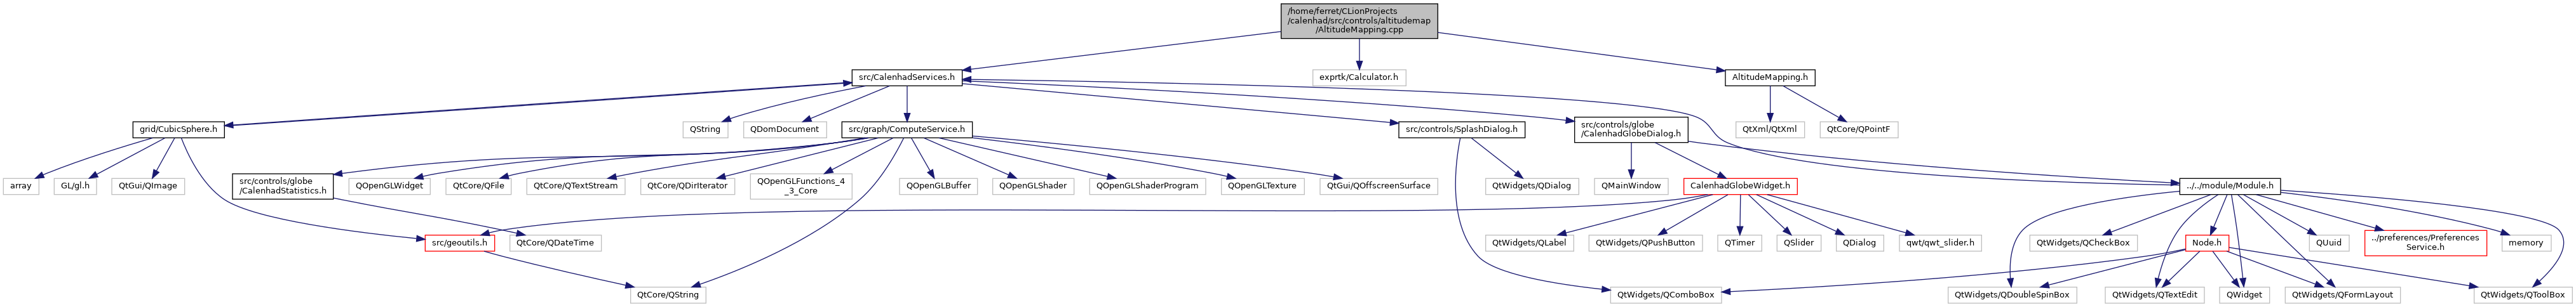 /home/ferret/CLionProjects
/calenhad/src/controls/altitudemap
/AltitudeMapping.cpp
src/CalenhadServices.h
exprtk/Calculator.h
AltitudeMapping.h
grid/CubicSphere.h
QString
QDomDocument
src/graph/ComputeService.h
src/controls/SplashDialog.h
src/controls/globe
/CalenhadGlobeDialog.h
QtXml/QtXml
QtCore/QPointF
array
GL/gl.h
QtGui/QImage
src/controls/globe
/CalenhadStatistics.h
QOpenGLWidget
QtCore/QFile
QtCore/QTextStream
QtCore/QDirIterator
QOpenGLFunctions_4
_3_Core
QOpenGLBuffer
QOpenGLShader
QOpenGLShaderProgram
QOpenGLTexture
QtGui/QOffscreenSurface
QtWidgets/QDialog
QMainWindow
CalenhadGlobeWidget.h
../../module/Module.h
src/geoutils.h
QtCore/QDateTime
QtWidgets/QLabel
QtWidgets/QPushButton
QTimer
QSlider
QDialog
qwt/qwt_slider.h
QtWidgets/QCheckBox
Node.h
QUuid
../preferences/Preferences
Service.h
memory
QtCore/QString
QtWidgets/QComboBox
QtWidgets/QDoubleSpinBox
QtWidgets/QTextEdit
QWidget
QtWidgets/QFormLayout
QtWidgets/QToolBox